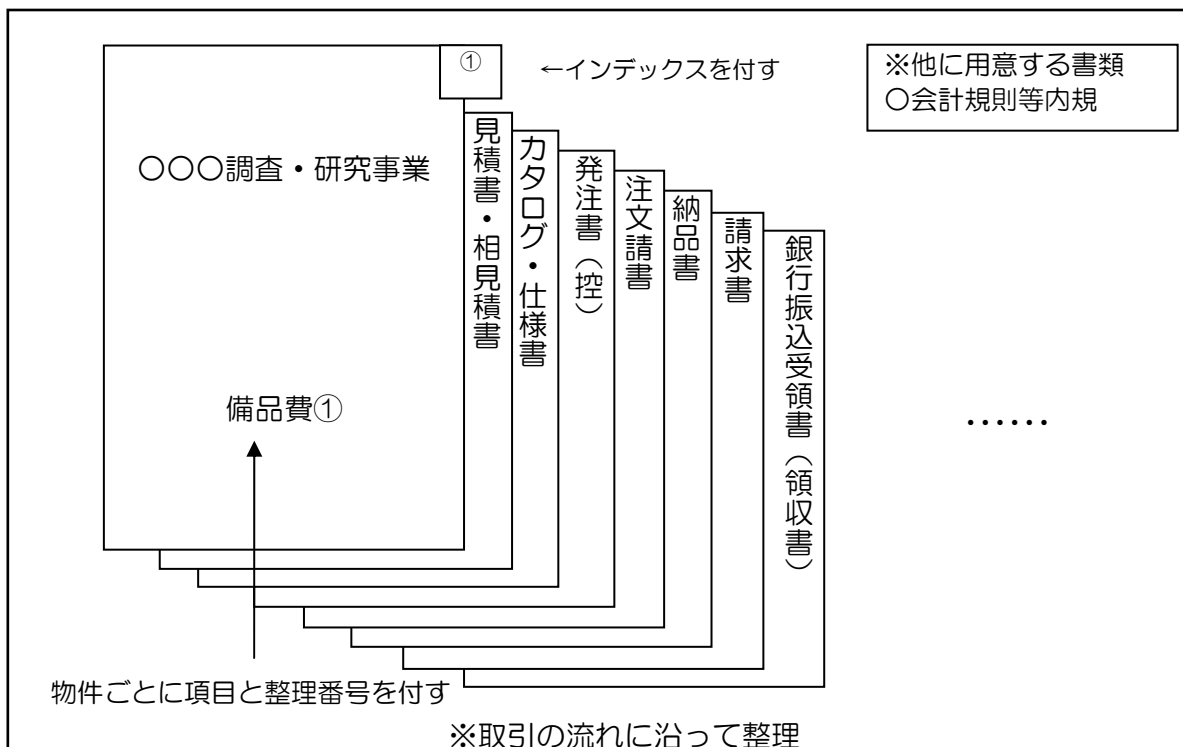 ①
←インデックスを付す
※他に用意する書類
○会計規則等内規
○○○調査・研究事業
備品費①
見積書・相見積書
カタログ・仕様書
発注書（控）
注文請書
納品書
請求書
銀行振込受領書（領収書）
……
物件ごとに項目と整理番号を付す
※取引の流れに沿って整理